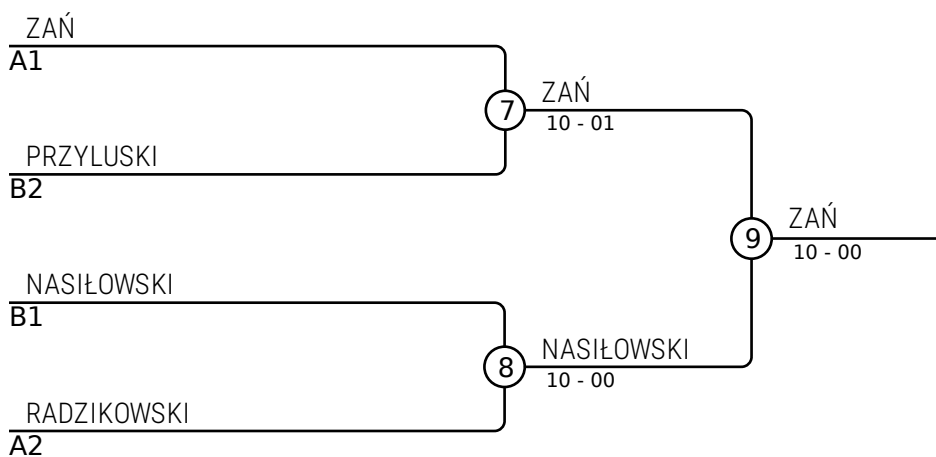 ZAŃ
A1
7
ZAŃ
10 - 01
PRZYLUSKI
B2
9
ZAŃ
10 - 00
NASIŁOWSKI
B1
8
NASIŁOWSKI
10 - 00
RADZIKOWSKI
A2